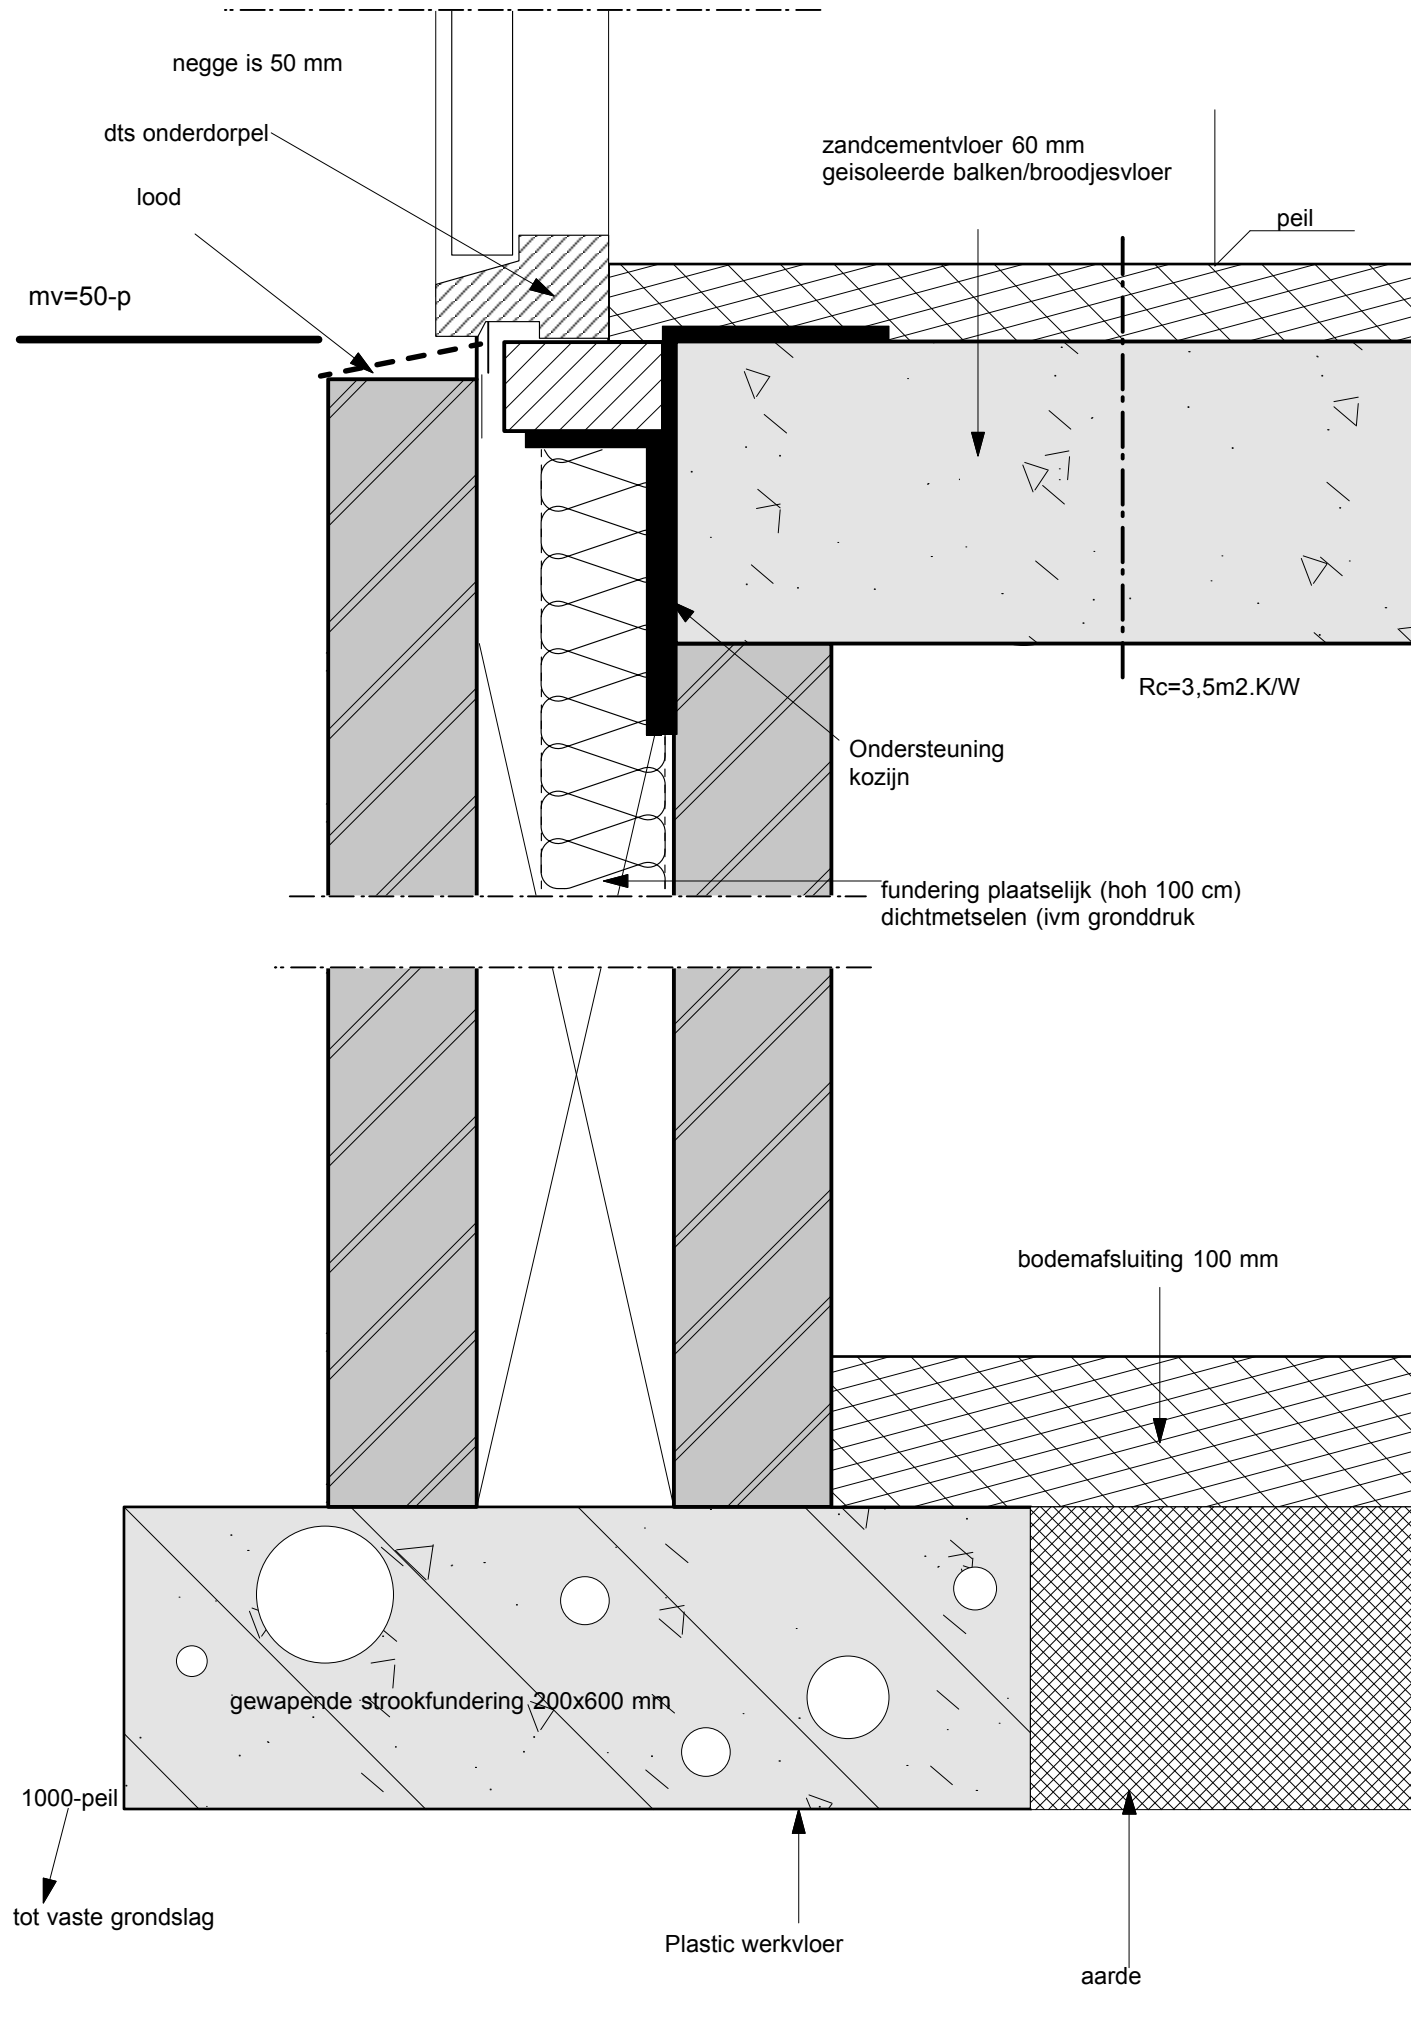 negge is 50 mm
dts onderdorpel
lood
zandcementvloer 60 mm
geisoleerde balken/broodjesvloer
peil
mv=50-p
Rc=3,5m2.K/W
Ondersteuning
kozijn
fundering plaatselijk (hoh 100 cm)
dichtmetselen (ivm gronddruk
bodemafsluiting 100 mm
gewapende strookfundering 200x600 mm
1000-peil
tot vaste grondslag
Plastic werkvloer
aarde